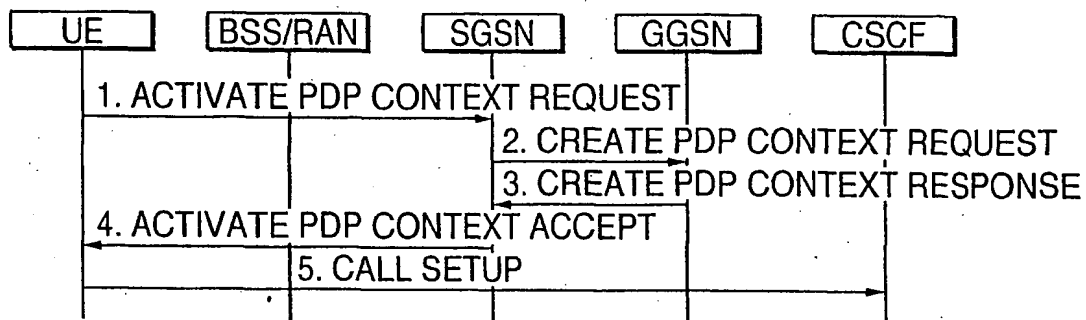 UE BSS/RAN SGSN GGSN CSCF
1. ACTIVATE PDP CONTEXT REQUEST
2. CREATE PDP CONTEXT REQUEST
3. CREATE PDP CONTEXT RESPONSE
4. ACTIVATE PDP CONTEXT ACCEPT
5. CALL SETUP